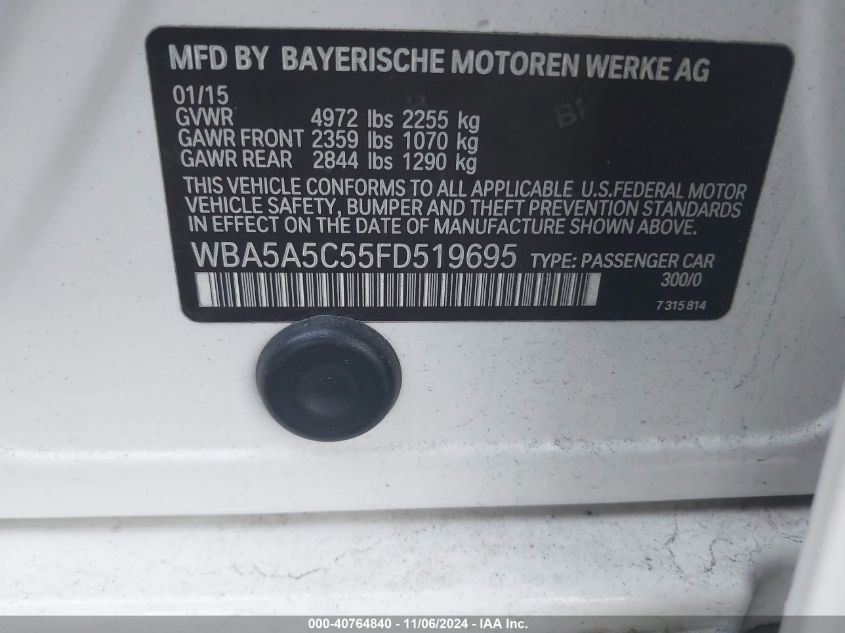 MFD BY BAYERISCHE MOTOREN WERKE AG
01/15
GVWR 4972 lbs 2255 kg
GAWR FRONT 2359 lbs 1070 kg
GAWR REAR 2844 lbs 1290 kg
THIS VEHICLE CONFORMS TO ALL APPLICABLE U.S.FEDERAL MOTOR
VEHICLE SAFETY, BUMPER AND THEFT PREVENTION STANDARDS
IN EFFECT ON THE DATE OF MANUFACTURE SHOWN ABOVE.
WBA5A5C55FD519695 TYPE: PASSENGER CAR
300/0
7 315 814
000-40764840 - 11/06/2024 - IAA Inc.